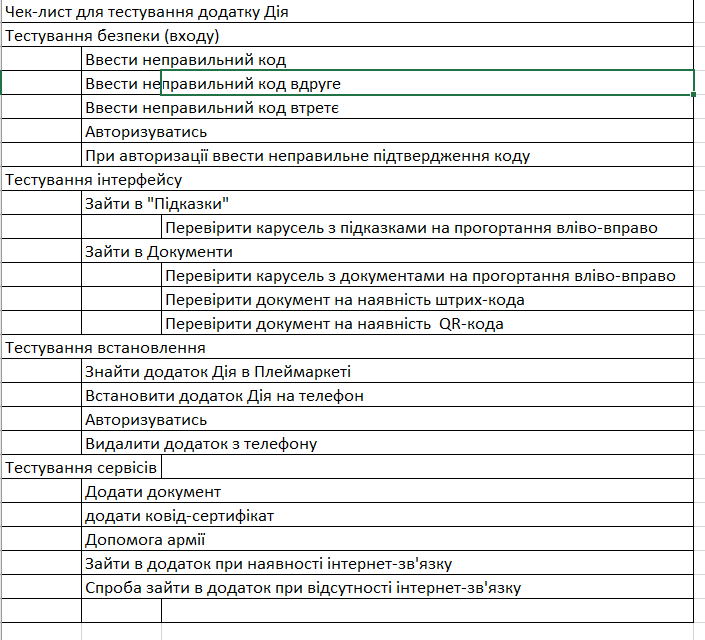 Чек-лист для тестування додатку Дія
Тестування безпеки (входу)
Ввести неправильний код
Ввести неправильний код вдруге
Ввести неправильний код втретє
Авторизуватись
При авторизації ввести неправильне підтвердження коду
Тестування інтерфейсу
Зайти в "Підказки"
Перевірити карусель з підказками на прогортання вліво-вправо
Зайти в Документи
Перевірити карусель з документами на прогортання вліво-вправо
Перевірити документ на наявність штрих-кода
Перевірити документ на наявність  QR-кода
Тестування встановлення
Знайти додаток Дія в Плеймаркеті
Встановити додаток Дія на телефон
Авторизуватись
Видалити додаток з телефону
Тестування сервісів
Додати документ
додати ковід-сертифікат
Допомога армії
Зайти в додаток при наявності інтернет-зв'язку
Спроба зайти в додаток при відсутності інтернет-зв'язку